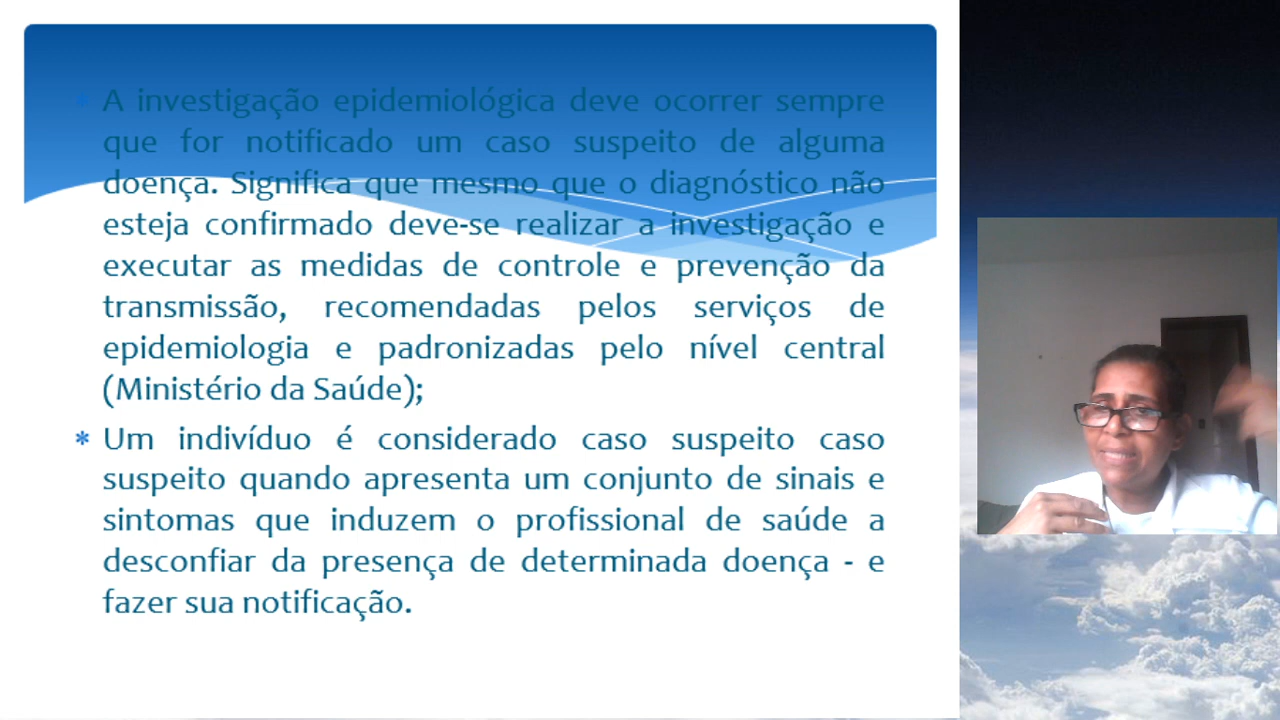 * A investigação epidemiológica deve ocorrer sempre
que for notificado um caso suspeito de alguma
doença. Significa que mesmo que o diagnóstico não
esteja confirmado deve-se realizar a investigação e
executar as medidas de controle e prevenção da
transmissão, recomendadas pelos serviços de
epidemiologia e padronizadas pelo nível central
(Ministério da Saúde);
* Um indivíduo é considerado caso suspeito caso
suspeito quando apresenta um conjunto de sinais e
sintomas que induzem o profissional de saúde a
desconfiar da presença de determinada doença - e
fazer sua notificação.